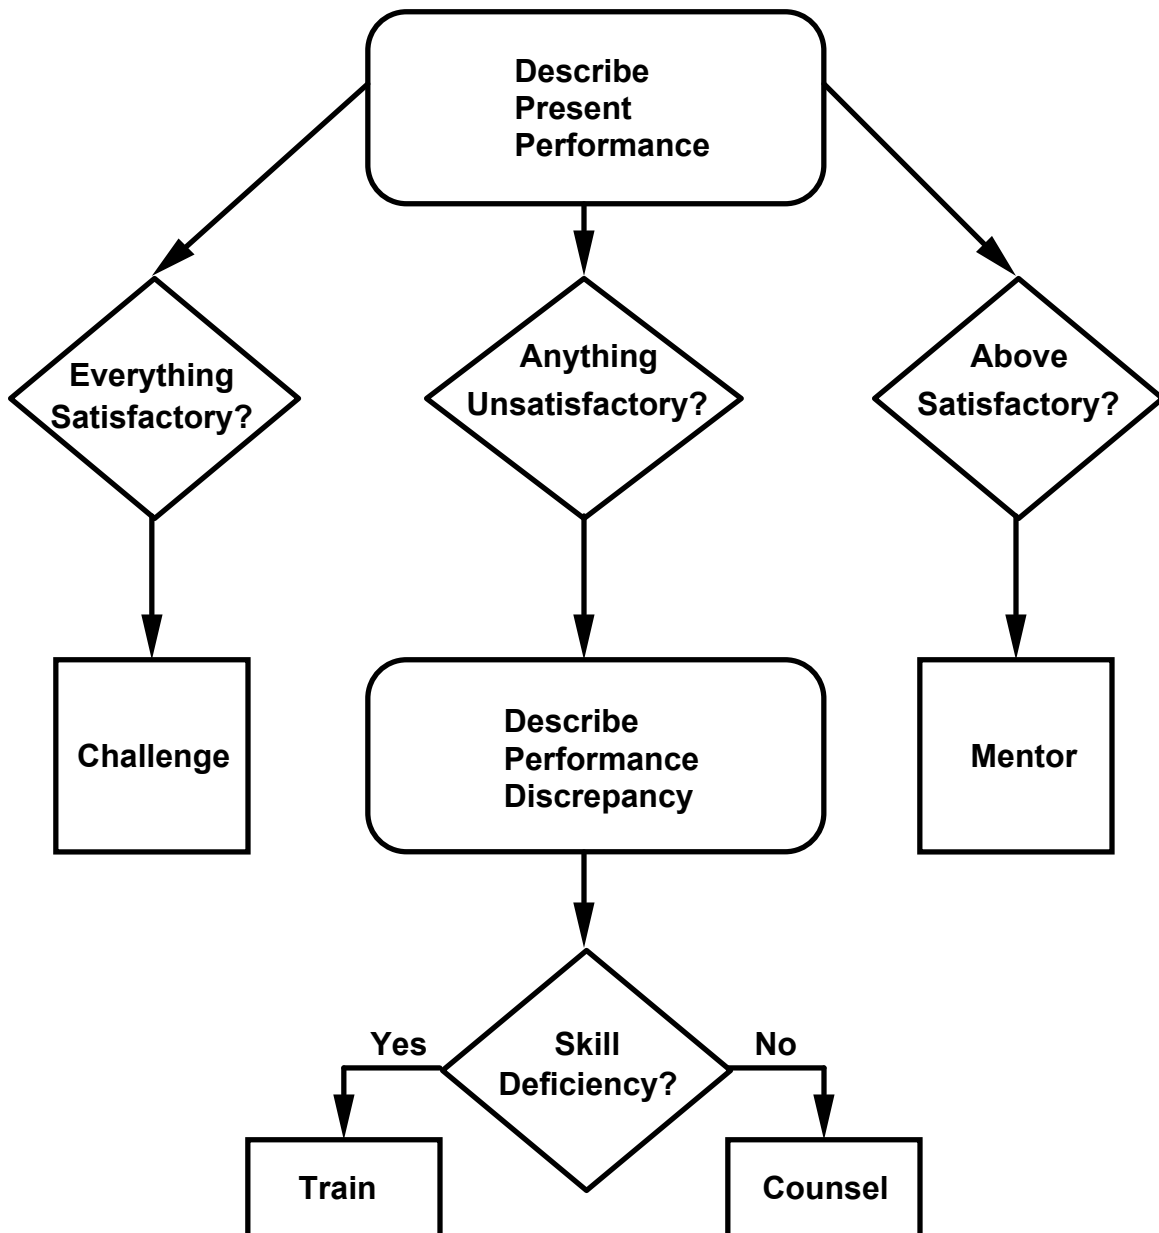 Describe
Present
Performance
Everything
Satisfactory?
Anything
Unsatisfactory?
Above
Satisfactory?
Challenge
Describe
Performance
Discrepancy
Mentor
Yes
Skill
Deficiency?
No
Train
Counsel